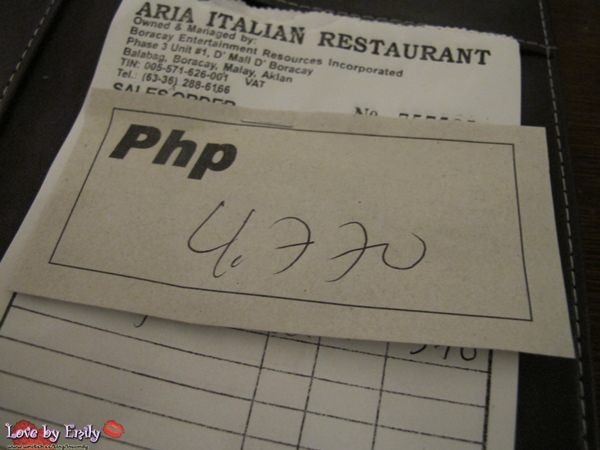 ARIA ITALIAN RESTAURANT
Owned & Managed by:
Boracay Entertainment Resources Incorporated
Phase 3 Unit #1, D' Mall D' Boracay
Balabag, Boracay, Malay, Aklan
TIN: 005-571-626-001 VAT
Tel.: (63-36) 288-6166
SALES ORDER
No
Php
4,770
Love by Emily